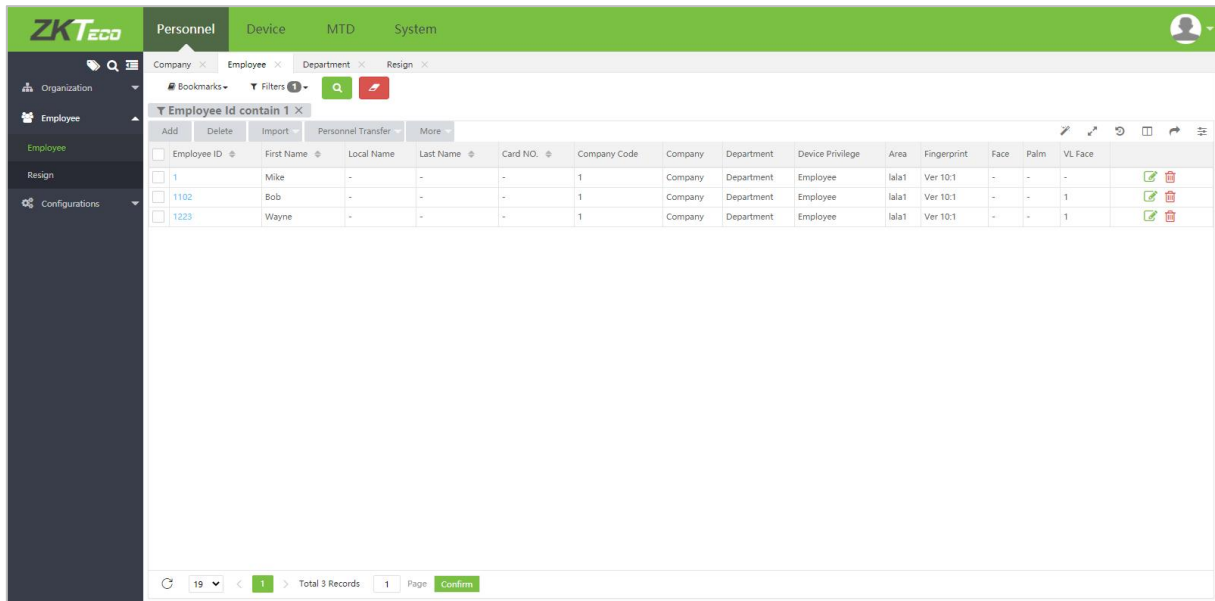 ZKTeco Personnel Device MTD System
Company Employee Department Resign
Organization
Bookmarks Filters 1
Employee Id contain 1
Employee
Add Delete Import Personnel Transfer More
Employee
Employee ID First Name Local Name Last Name Card NO. Company Code Company Department Device Privilege Area Fingerprint Face Palm VL Face
Resign
1 Mike - - - 1 Company Department Employee lala1 Ver 10:1 - - -
Configurations
1102 Bob - - - 1 Company Department Employee lala1 Ver 10:1 - - 1
1223 Wayne - - - 1 Company Department Employee lala1 Ver 10:1 - - 1
19 < 1 > Total 3 Records 1 Page Confirm